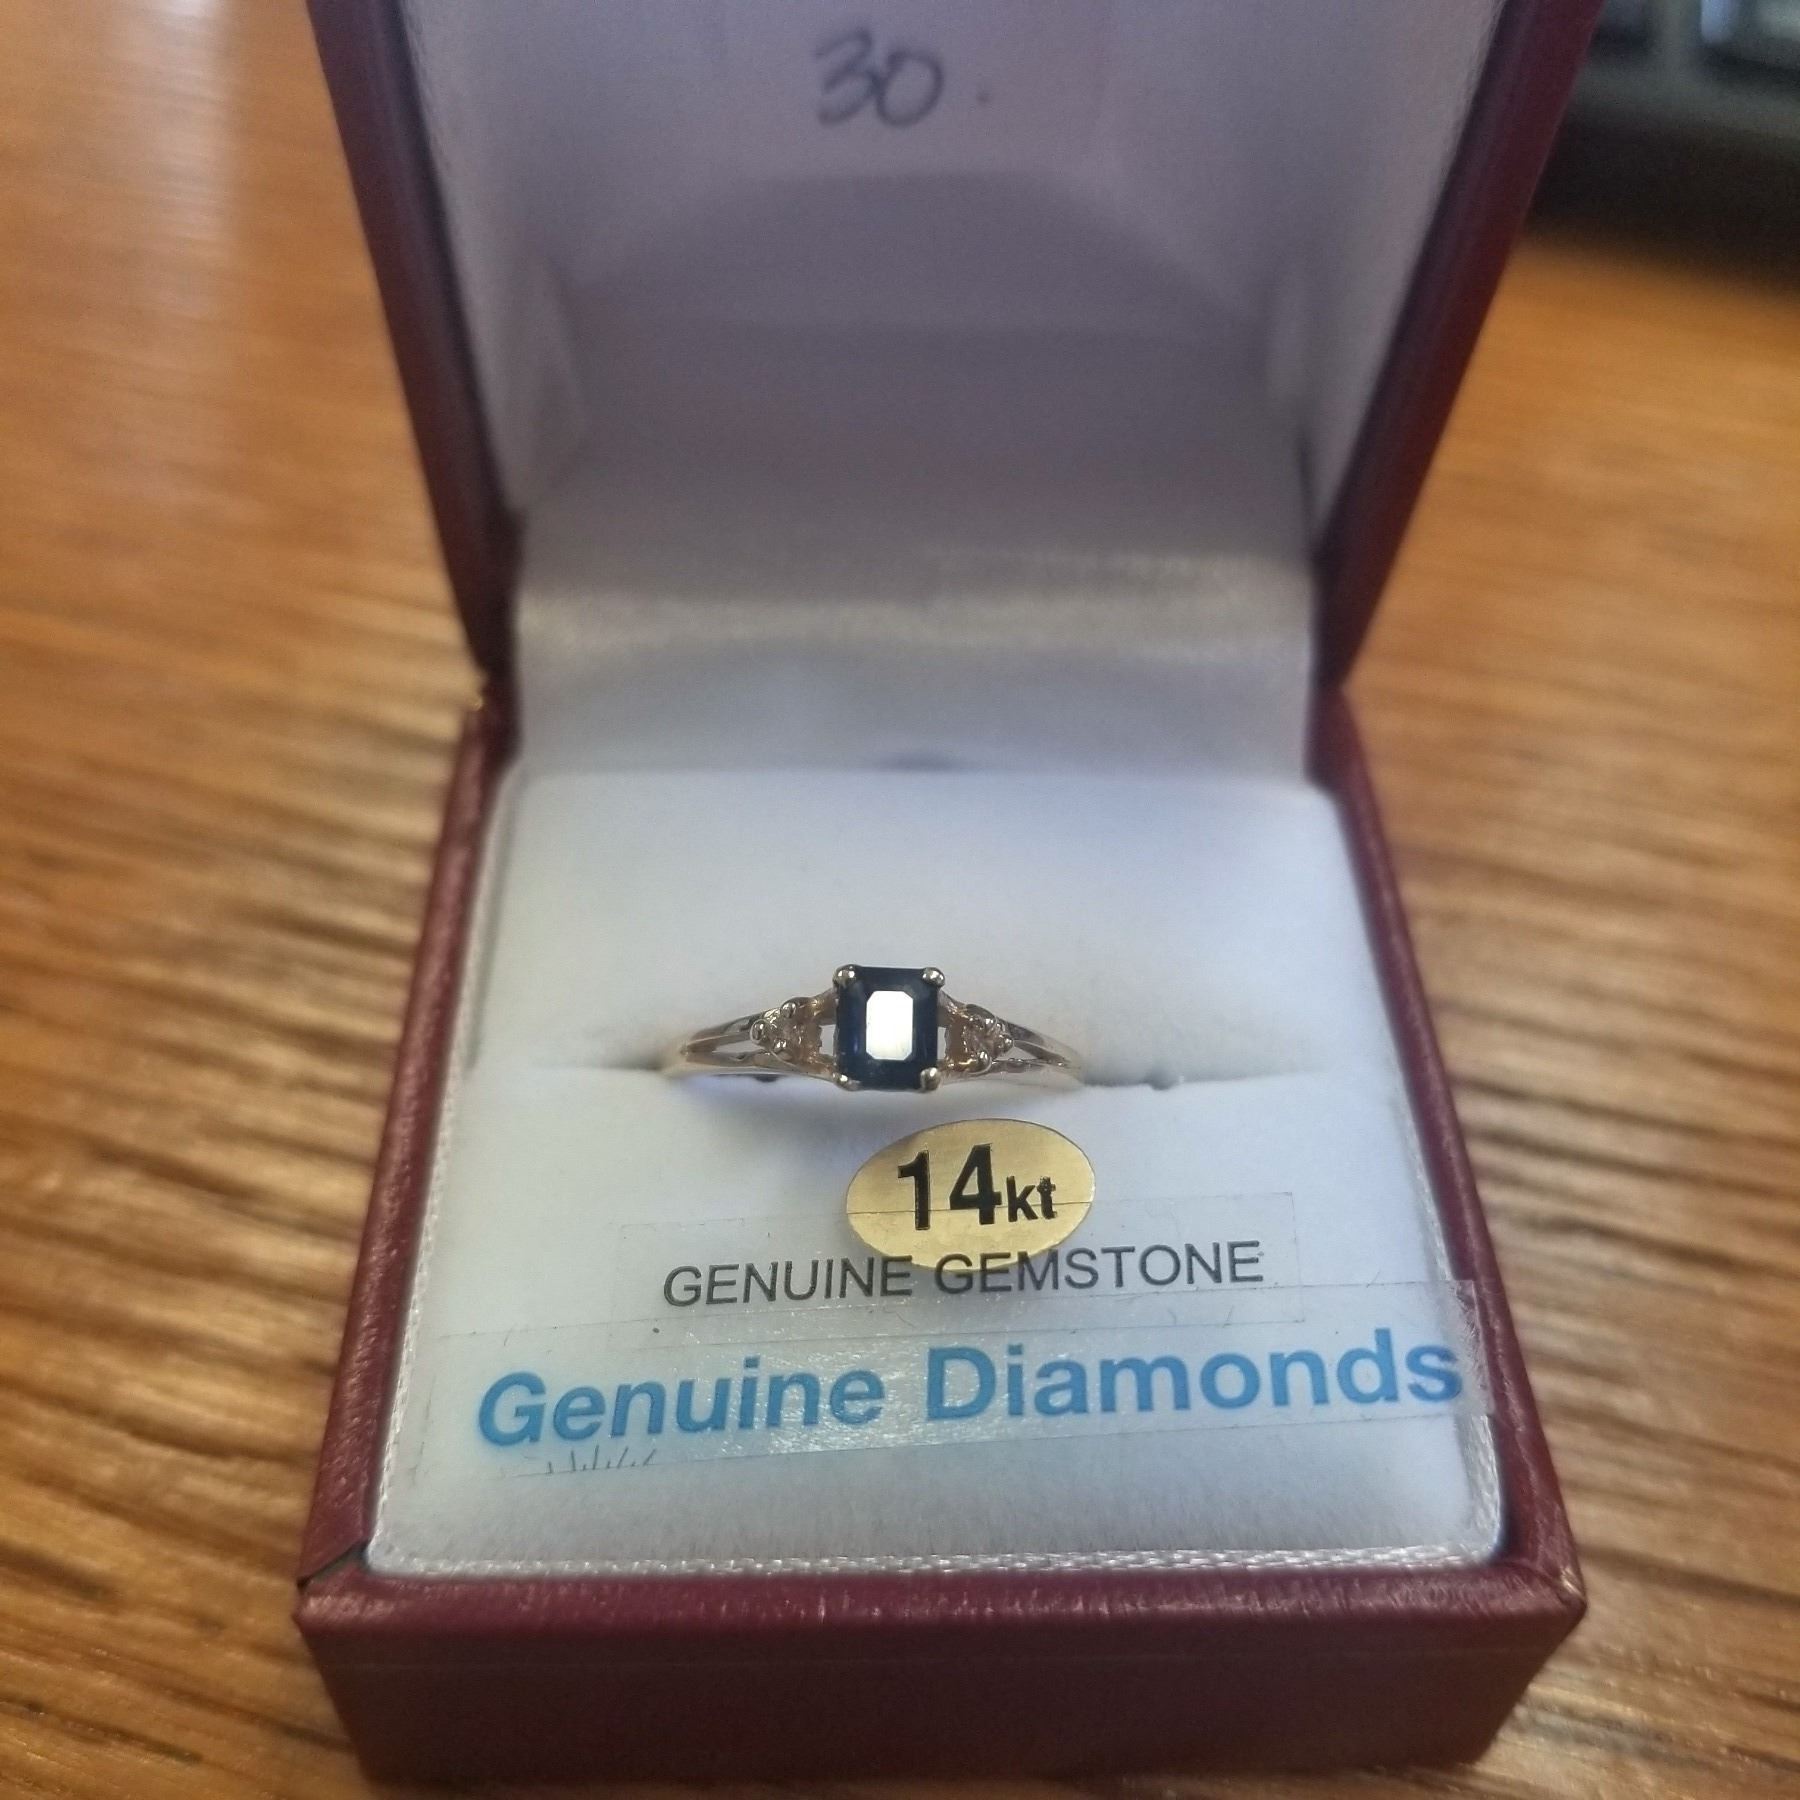 30.
14kt
GENUINE GEMSTONE
Genuine Diamonds